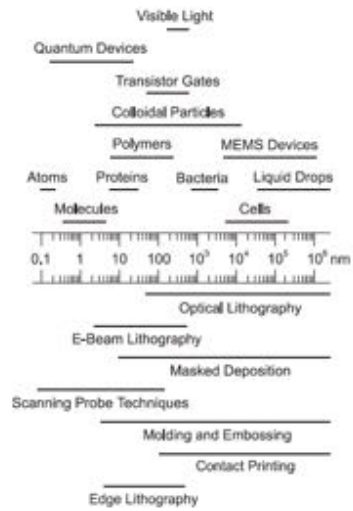 Visible Light
Quantum Devices
Transistor Gates
Colloidal Particles
Polymers MEMS Devices
Atoms Proteins Bacteria Liquid Drops
Molecules Cells
0.1 1 10 100 10³ 10⁴ 10⁵ 10⁶ nm
Optical Lithography
E-Beam Lithography
Masked Deposition
Scanning Probe Techniques
Molding and Embossing
Contact Printing
Edge Lithography